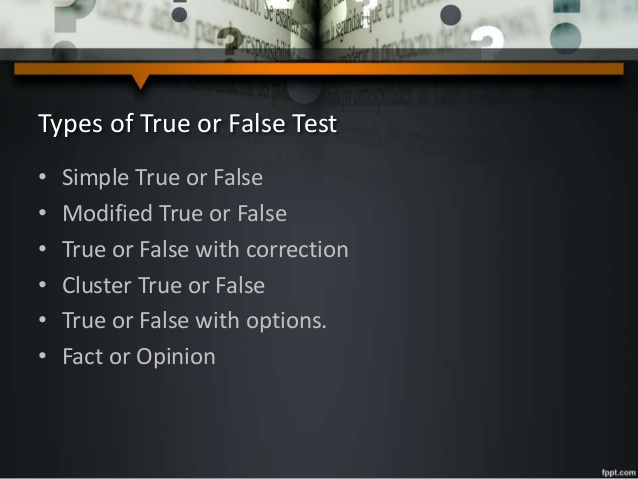 Types of True or False Test
• Simple True or False
• Modified True or False
• True or False with correction
• Cluster True or False
• True or False with options.
• Fact or Opinion
fppt.com